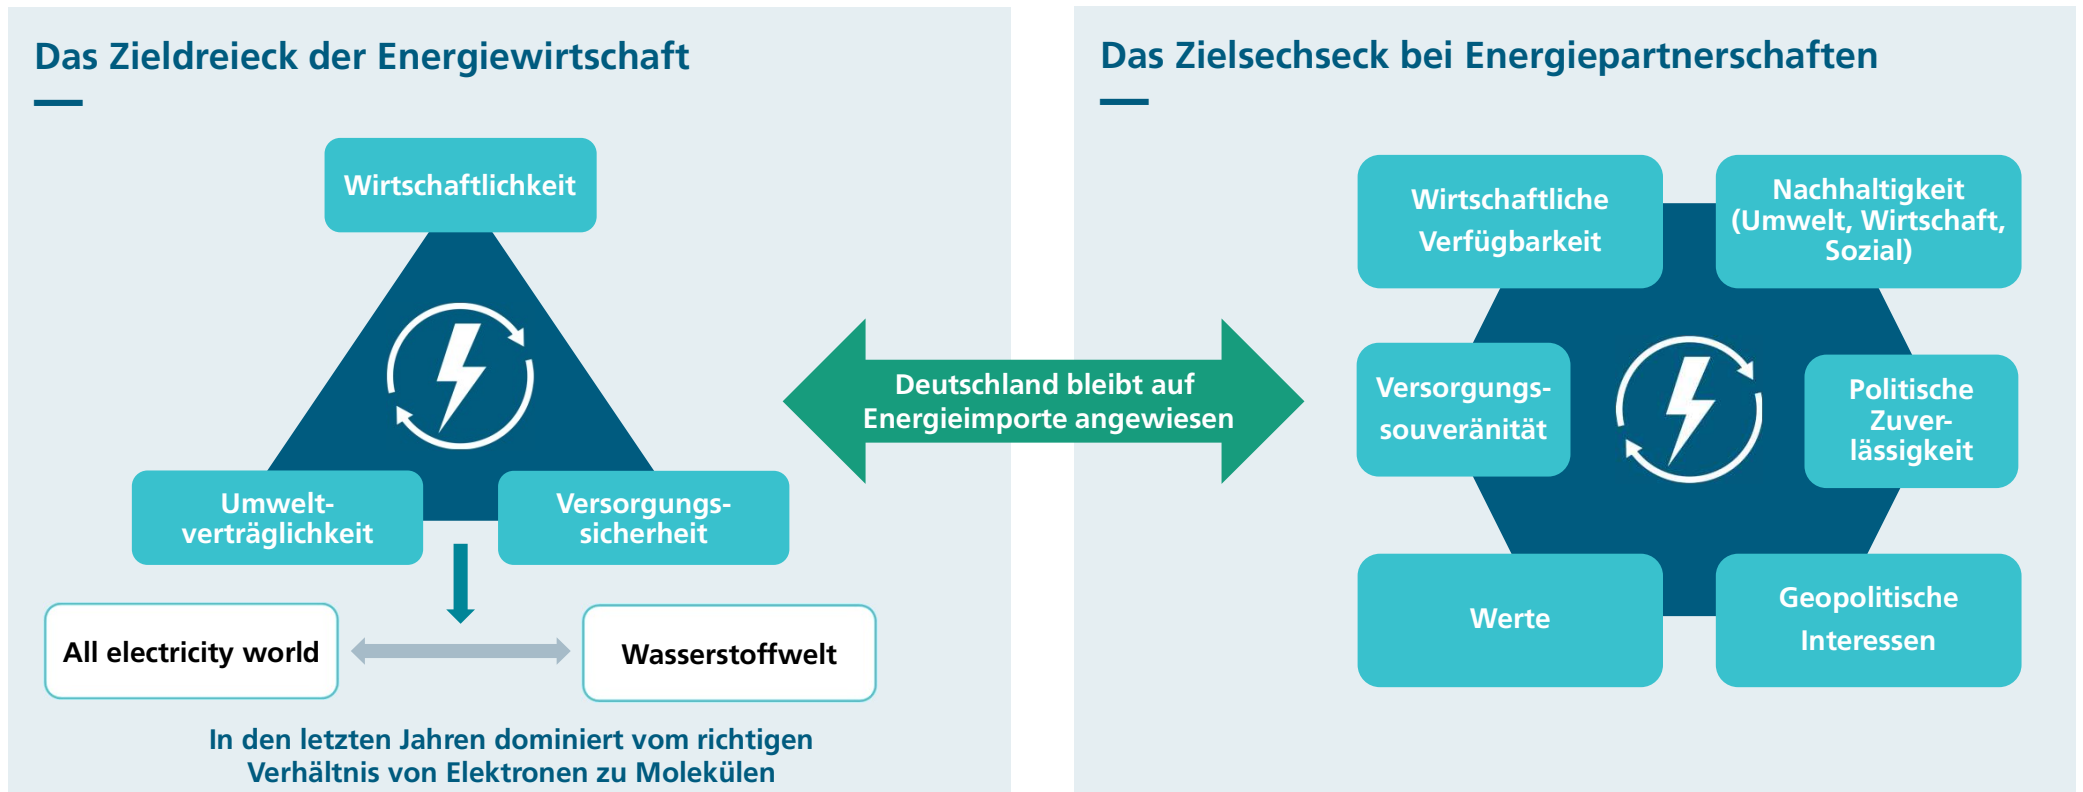 Das Zieldreieck der Energiewirtschaft
Wirtschaftlichkeit
Umwelt-
verträglichkeit
Versorgungs-
sicherheit
All electricity world
Wasserstoffwelt
In den letzten Jahren dominiert vom richtigen
Verhältnis von Elektronen zu Molekülen
Deutschland bleibt auf
Energieimporte angewiesen
Das Zielsechseck bei Energiepartnerschaften
Wirtschaftliche
Verfügbarkeit
Nachhaltigkeit
(Umwelt, Wirtschaft,
Sozial)
Versorgungs-
souveränität
Politische
Zuver-
lässigkeit
Werte
Geopolitische
Interessen